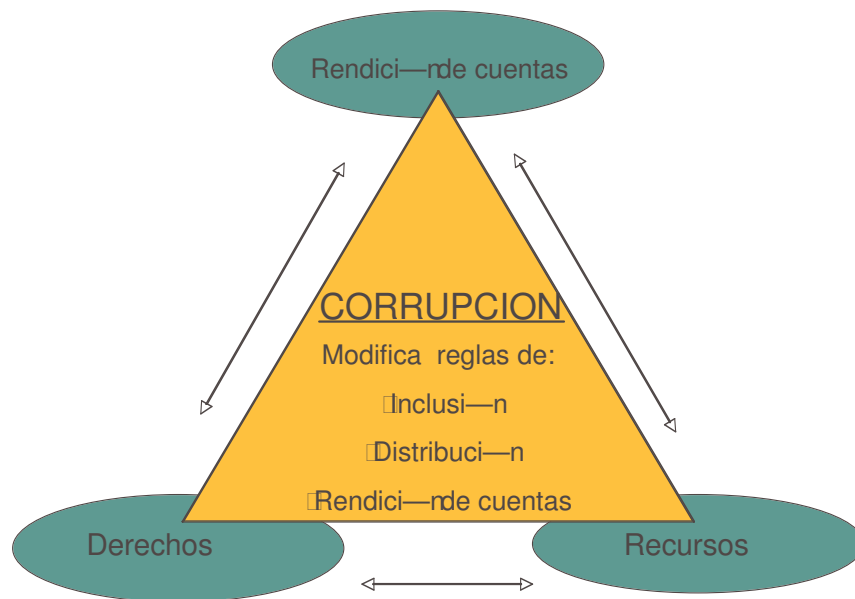 Rendici—nde cuentas
CORRUPCION
Modifica reglas de:
Inclusi—n
Distribuci—n
Rendici—nde cuentas
Derechos
Recursos